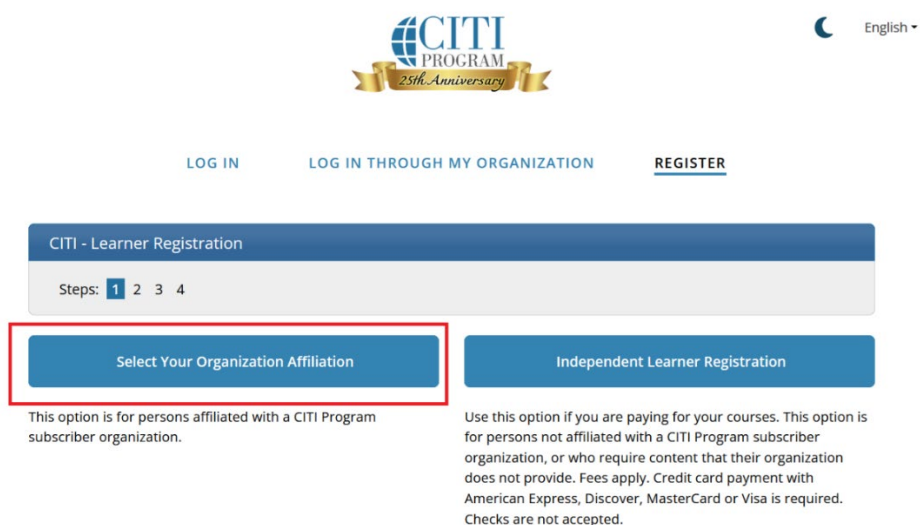 CITI
PROGRAM
25th Anniversary
English
LOG IN
LOG IN THROUGH MY ORGANIZATION
REGISTER
CITI - Learner Registration
Steps: 1 2 3 4
Select Your Organization Affiliation
This option is for persons affiliated with a CITI Program
subscriber organization.
Independent Learner Registration
Use this option if you are paying for your courses. This option is
for persons not affiliated with a CITI Program subscriber
organization, or who require content that their organization
does not provide. Fees apply. Credit card payment with
American Express, Discover, MasterCard or Visa is required.
Checks are not accepted.